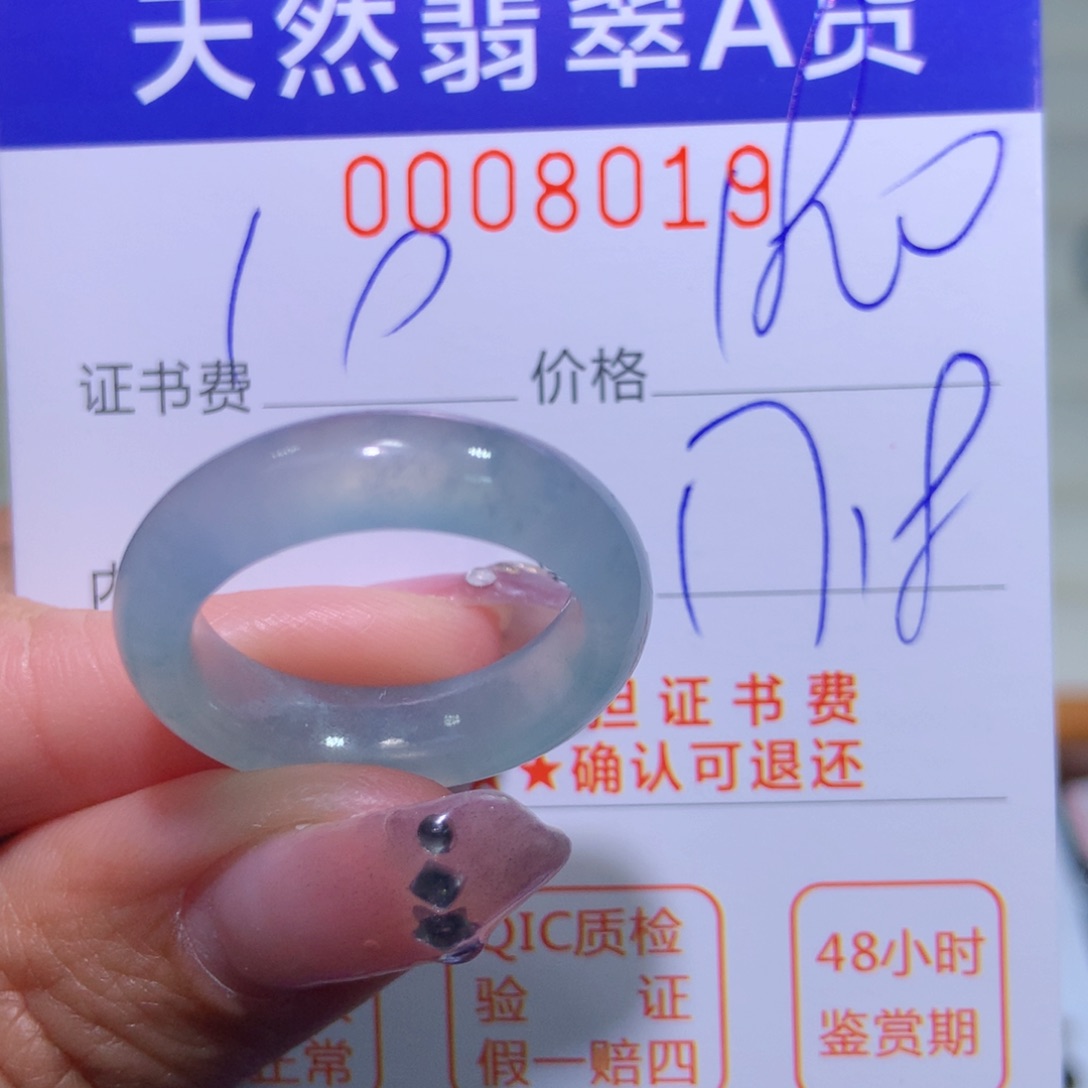 天然翡翠A货
0008019
证书费 价格
担证书费
★确认可退还
QIC质检 48小时
验 证 鉴赏期
正常 假一赔四